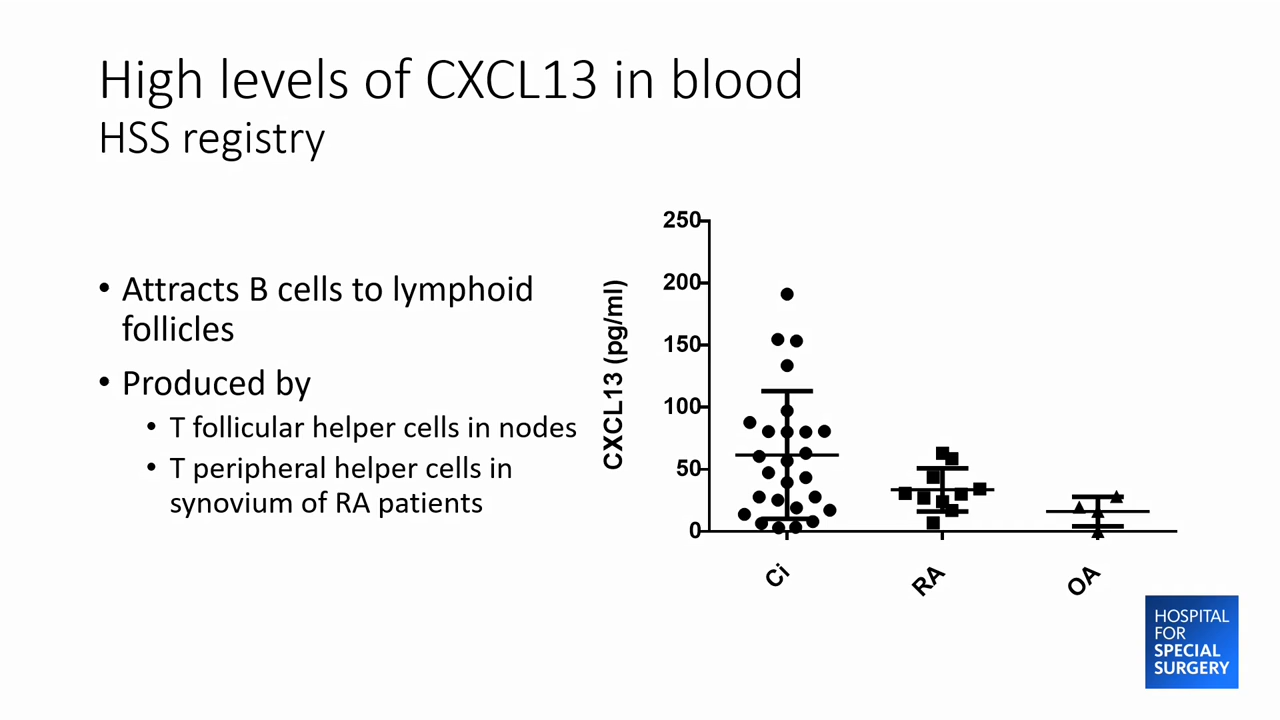 High levels of CXCL13 in blood
HSS registry
• Attracts B cells to lymphoid
follicles
• Produced by
• T follicular helper cells in nodes
• T peripheral helper cells in
synovium of RA patients
CXCL13 (pg/ml)
250
200
150
100
50
0
Ci
RA
OA
HOSPITAL
FOR
SPECIAL
SURGERY